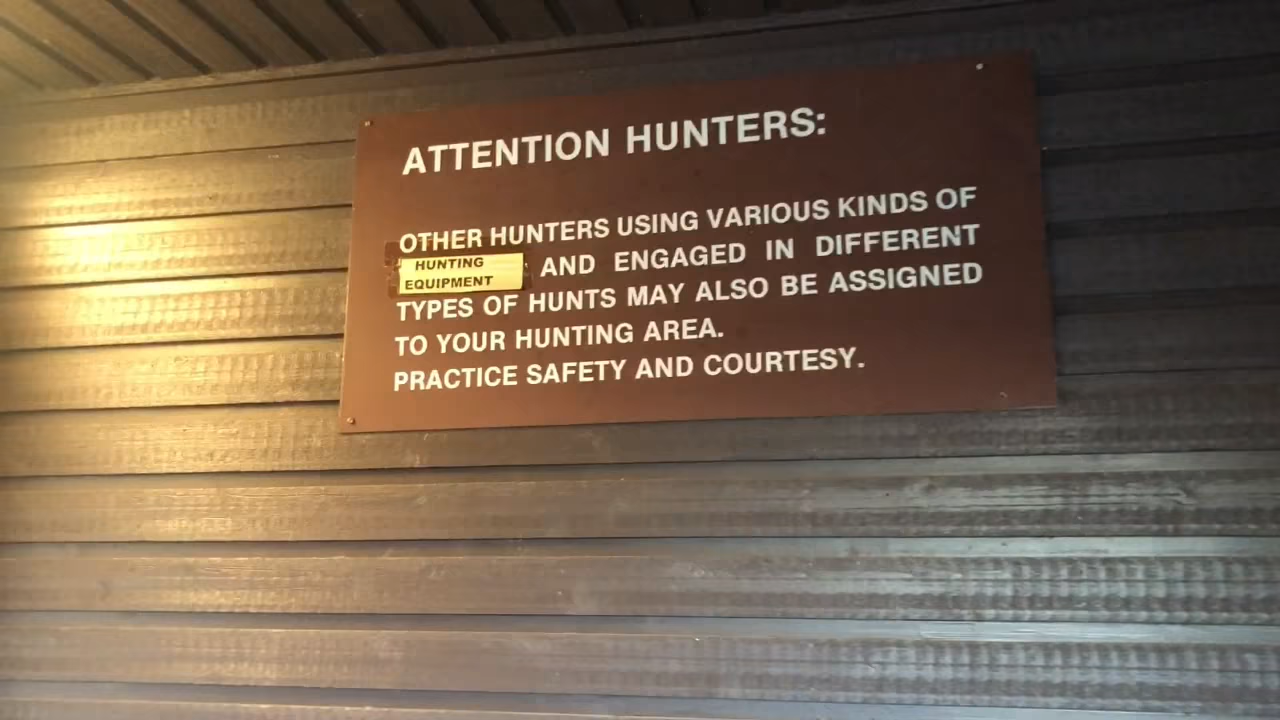 ATTENTION HUNTERS:
OTHER HUNTERS USING VARIOUS KINDS OF
HUNTING
EQUIPMENT
AND ENGAGED IN DIFFERENT
TYPES OF HUNTS MAY ALSO BE ASSIGNED
TO YOUR HUNTING AREA.
PRACTICE SAFETY AND COURTESY.